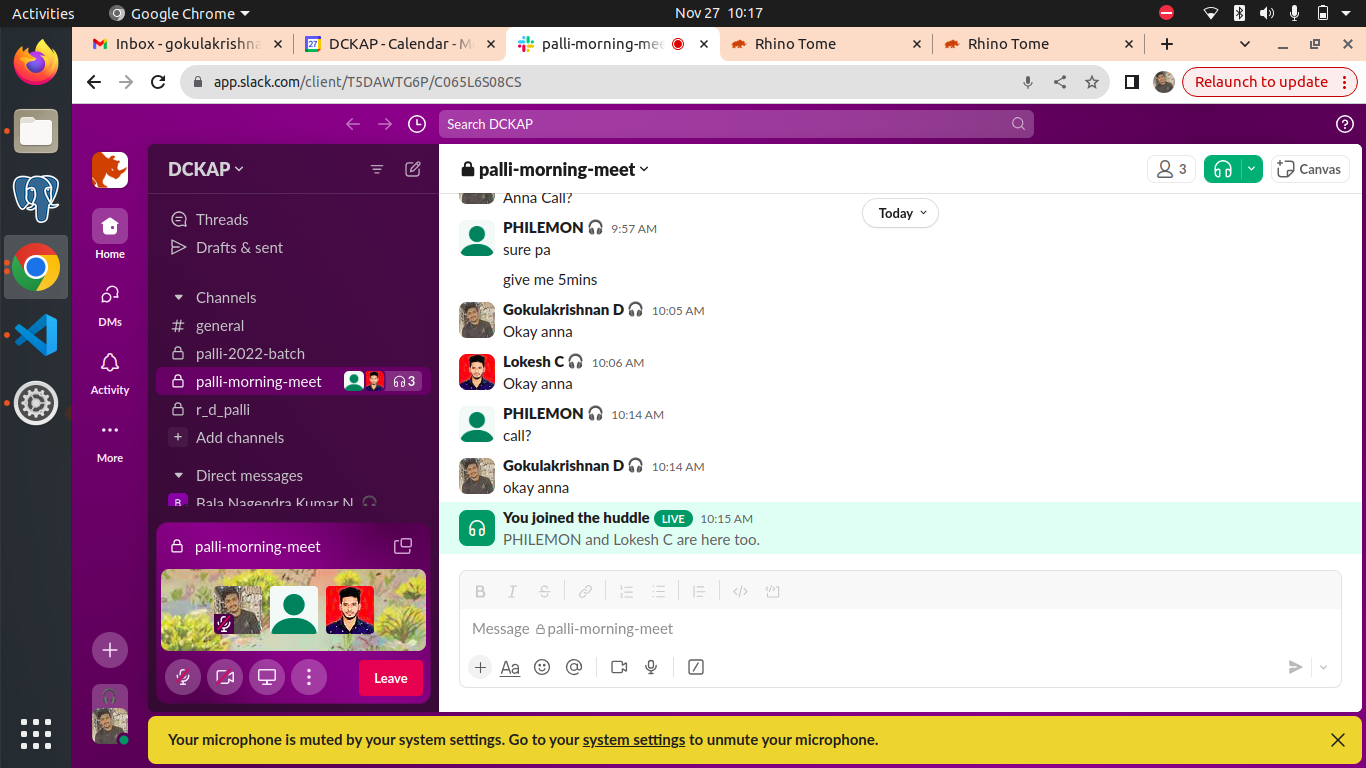 Activities
Google Chrome
Nov 27 10:17
Inbox - gokulakrishna
DCKAP - Calendar - M
palli-morning-mee
Rhino Tome
Rhino Tome
app.slack.com/client/T5DAWTG6P/C065L6S08CS
Relaunch to update
Search DCKAP
DCKAP
Threads
Drafts & sent
Channels
general
palli-2022-batch
palli-morning-meet
3
r_d_palli
Add channels
Direct messages
B Bala Nagendra Kumar N
Home
DMs
Activity
More
palli-morning-meet
Leave
palli-morning-meet
3
Canvas
Today
Anna Call?
PHILEMON 9:57 AM
sure pa
give me 5mins
Gokulakrishnan D 10:05 AM
Okay anna
Lokesh C 10:06 AM
Okay anna
PHILEMON 10:14 AM
call?
Gokulakrishnan D 10:14 AM
okay anna
You joined the huddle LIVE 10:15 AM
PHILEMON and Lokesh C are here too.
B I S
Message palli-morning-meet
Aa
Your microphone is muted by your system settings. Go to your system settings to unmute your microphone.